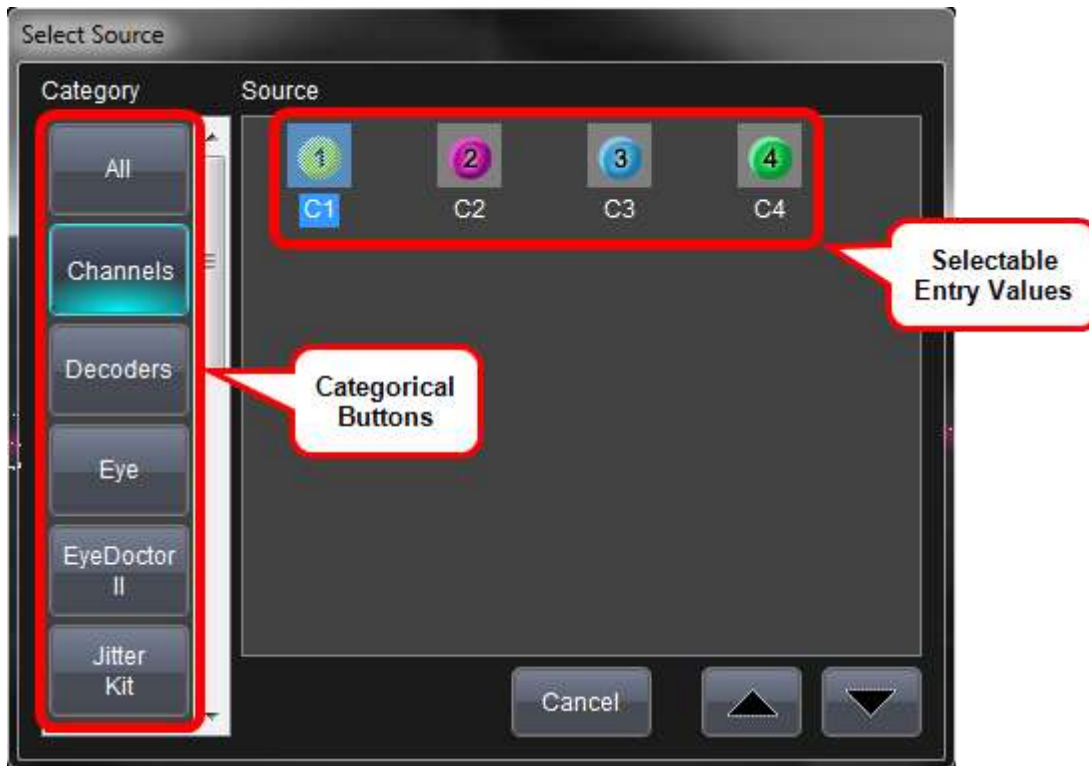 Select Source
Category
Source
All
Channels
Decoders
Eye
EyeDoctor
II
Jitter
Kit
1
2
3
4
C1
C2
C3
C4
Selectable
Entry Values
Categorical
Buttons
Cancel